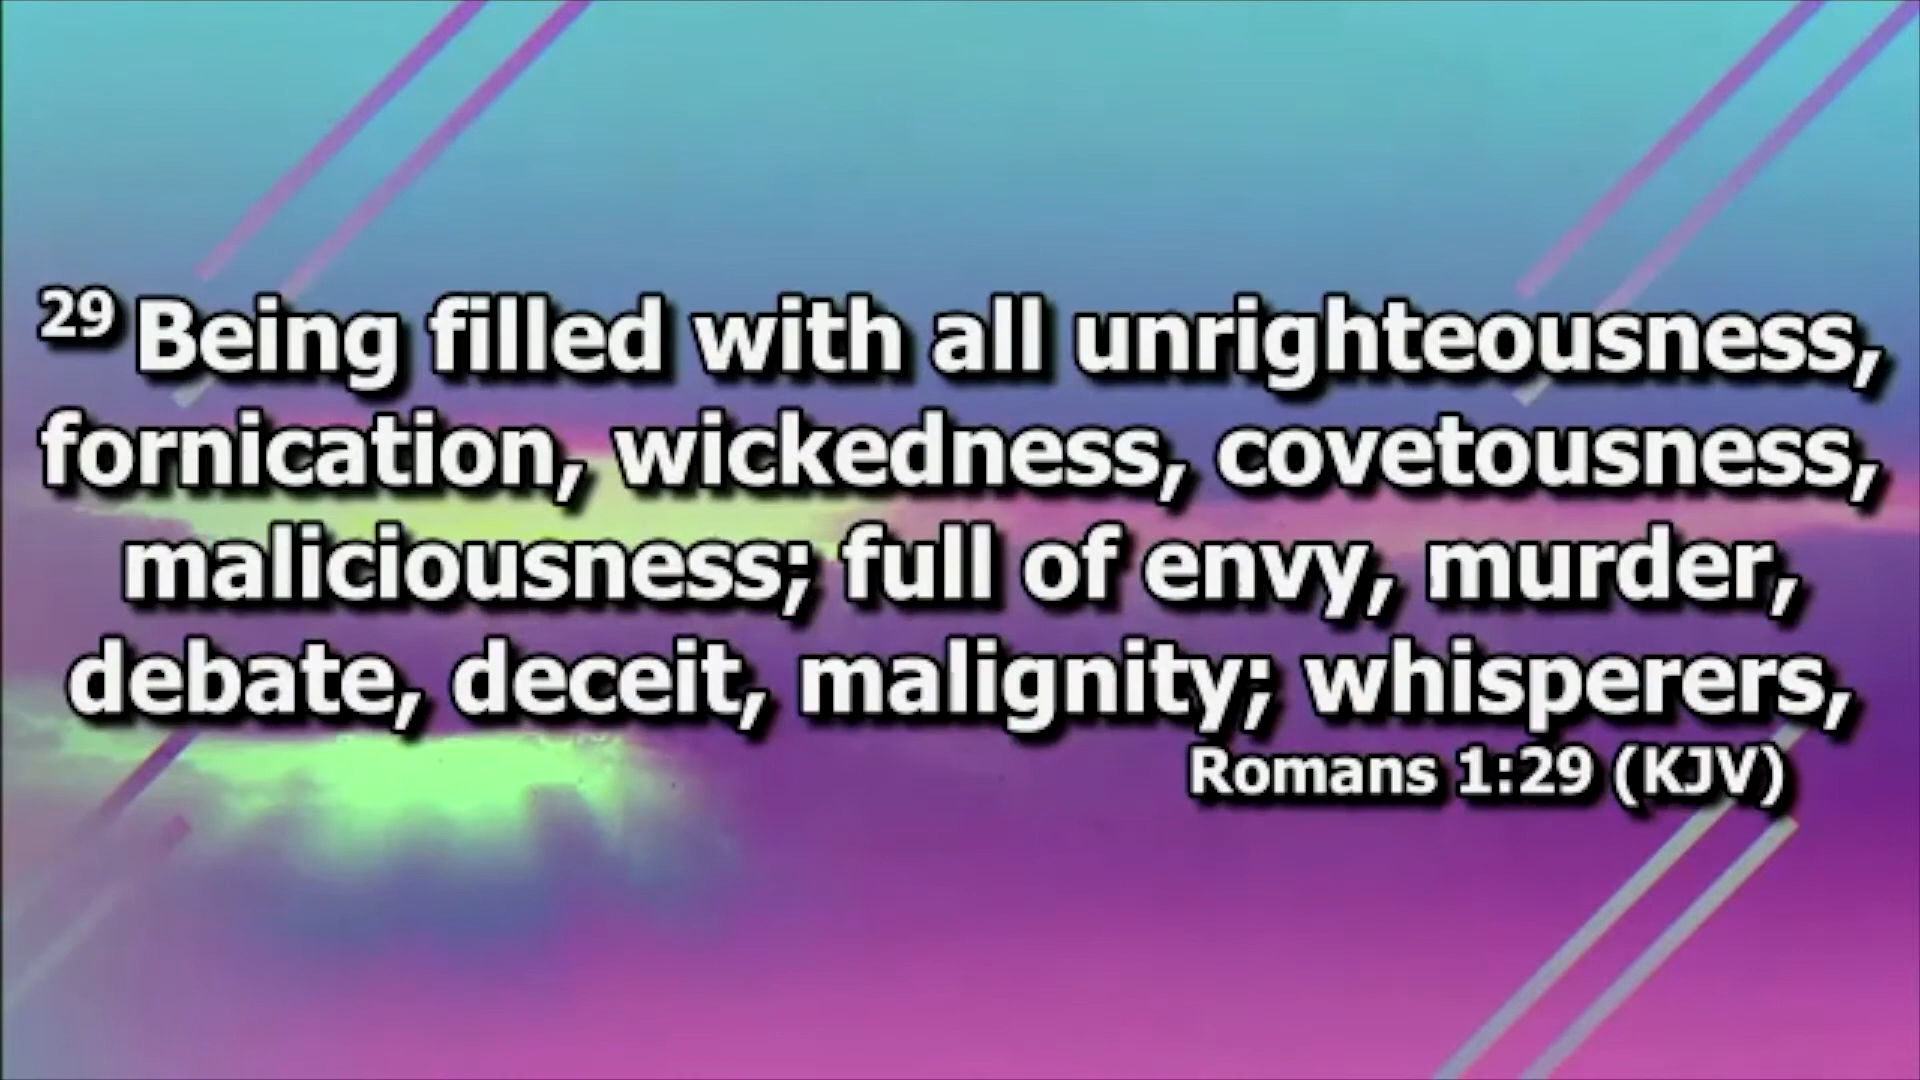 29 Being filled with all unrighteousness,
fornication, wickedness, covetousness,
maliciousness; full of envy, murder,
debate, deceit, malignity; whisperers,
Romans 1:29 (KJV)